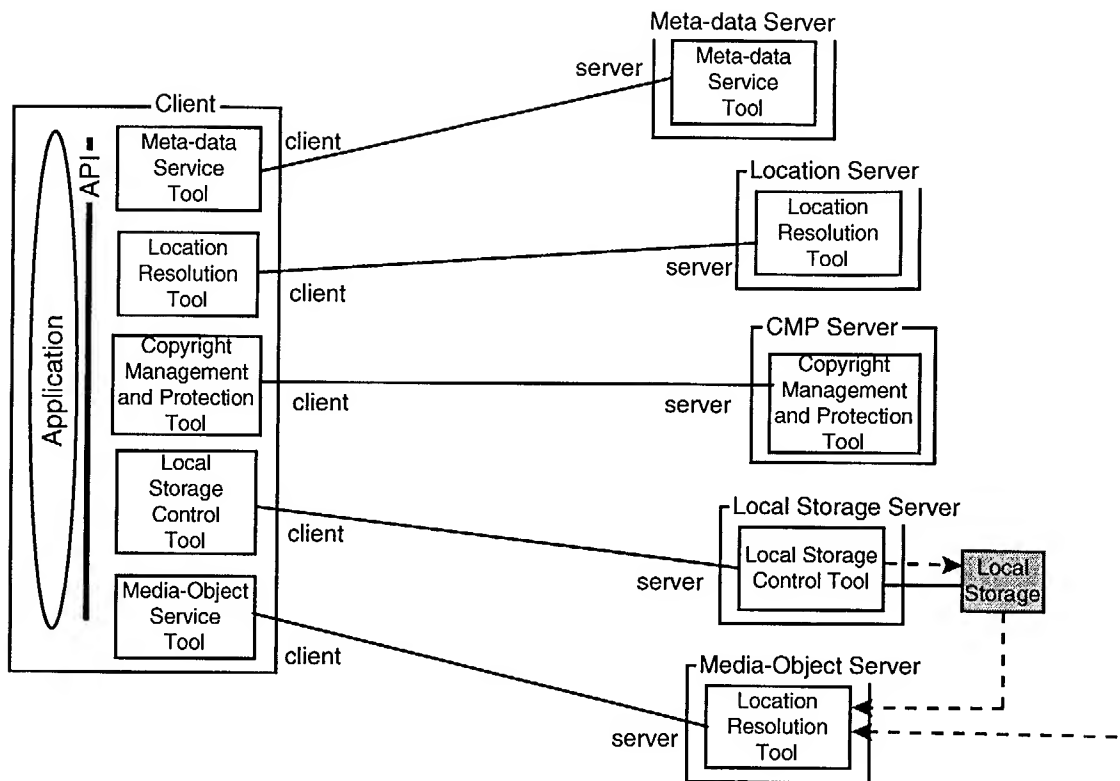 Meta-data Server
Meta-data
Service
Tool
server
Client
client
Meta-data
Service
Tool
API
Location Server
Location
Resolution
Tool
server
Location
Resolution
Tool
client
Application
CMP Server
Copyright
Management
and Protection
Tool
server
Copyright
Management
and Protection
Tool
client
Local
Storage
Control
Tool
client
Local Storage Server
Local Storage
Control Tool
server
Local
Storage
Media-Object
Service
Tool
client
Media-Object Server
Location
Resolution
Tool
server